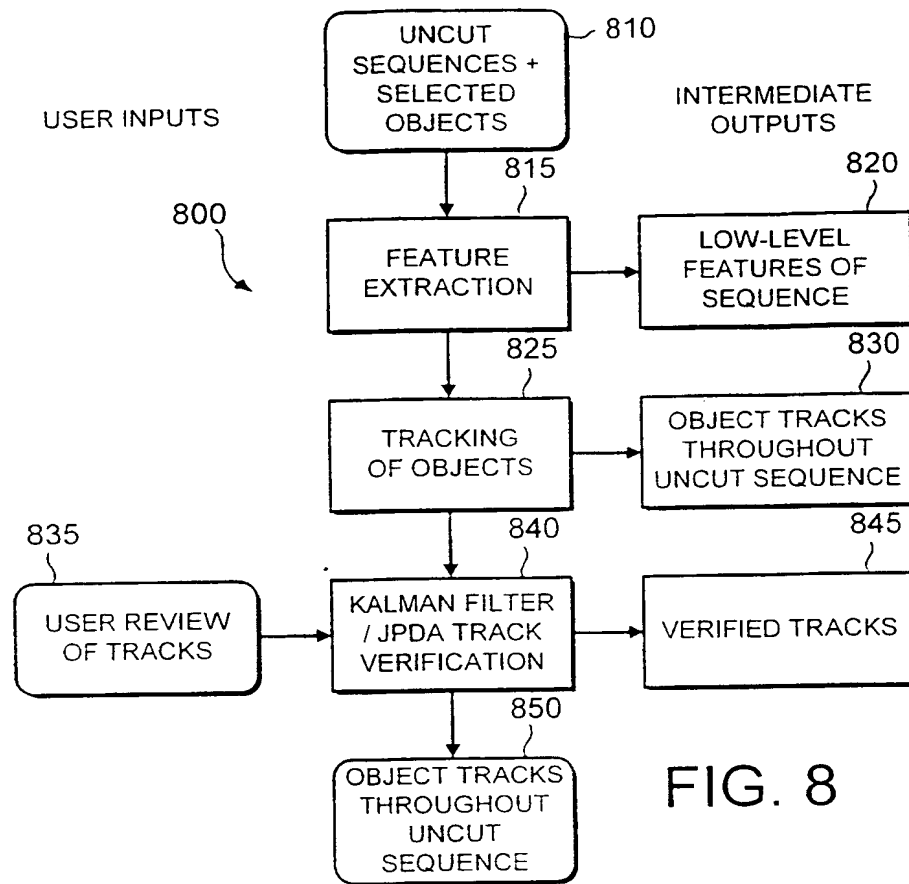 810
UNCUT
SEQUENCES +
SELECTED
OBJECTS
USER INPUTS
INTERMEDIATE
OUTPUTS
800
815
FEATURE
EXTRACTION
820
LOW-LEVEL
FEATURES OF
SEQUENCE
825
TRACKING
OF OBJECTS
830
OBJECT TRACKS
THROUGHOUT
UNCUT SEQUENCE
835
USER REVIEW
OF TRACKS
840
KALMAN FILTER
/ JPDA TRACK
VERIFICATION
845
VERIFIED TRACKS
850
OBJECT TRACKS
THROUGHOUT
UNCUT
SEQUENCE
FIG. 8